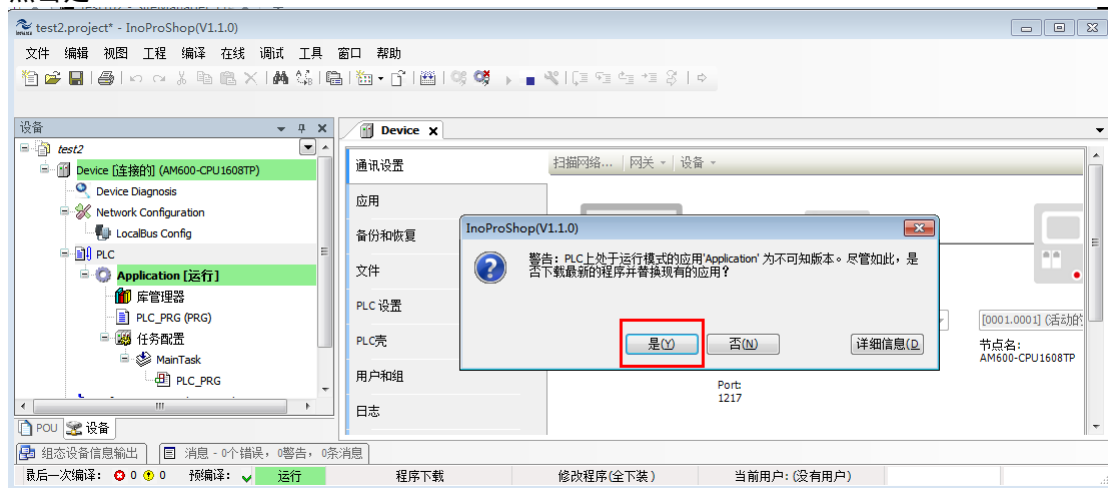 test2.project* - InoProShop(V1.1.0)
文件 编辑 视图 工程 编译 在线 调试 工具 窗口 帮助
设备
test2
Device [连接的] (AM600-CPU1608TP)
Device Diagnosis
Network Configuration
LocalBus Config
PLC
Application [运行]
库管理器
PLC_PRG (PRG)
任务配置
MainTask
PLC_PRG
POU 设备
Device
通讯设置
应用
备份和恢复
文件
PLC 设置
PLC壳
用户和组
日志
扫描网络... 网关 设备
InoProShop(V1.1.0)
警告：PLC上处于运行模式的应用'Application' 为不可知版本。尽管如此，是
否下载最新的程序并替换现有的应用？
是(Y) 否(N) 详细信息(D
[0001.0001] (活动的
节点名：
AM600-CPU1608TP
Port:
1217
组态设备信息输出 消息 - 0个错误，0警告，0条消息
最后一次编译： 0 0 预编译： 运行 程序下载 修改程序(全下装) 当前用户：(没有用户)